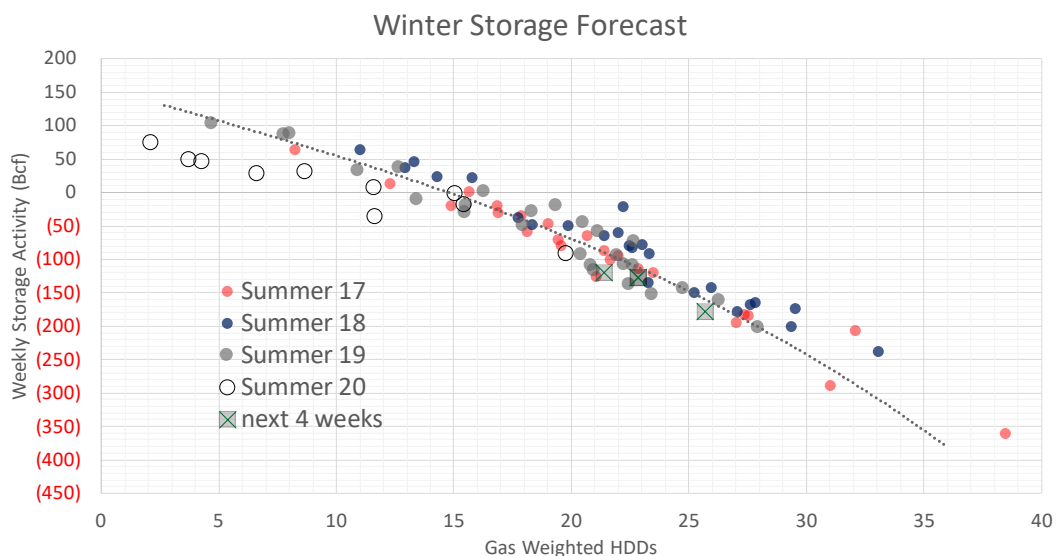 Winter Storage Forecast
200
150
100
50
0
(50)
(100)
(150)
(200)
(250)
(300)
(350)
(400)
(450)
Weekly Storage Activity (Bcf)
Summer 17
Summer 18
Summer 19
Summer 20
next 4 weeks
0 5 10 15 20 25 30 35 40
Gas Weighted HDDs